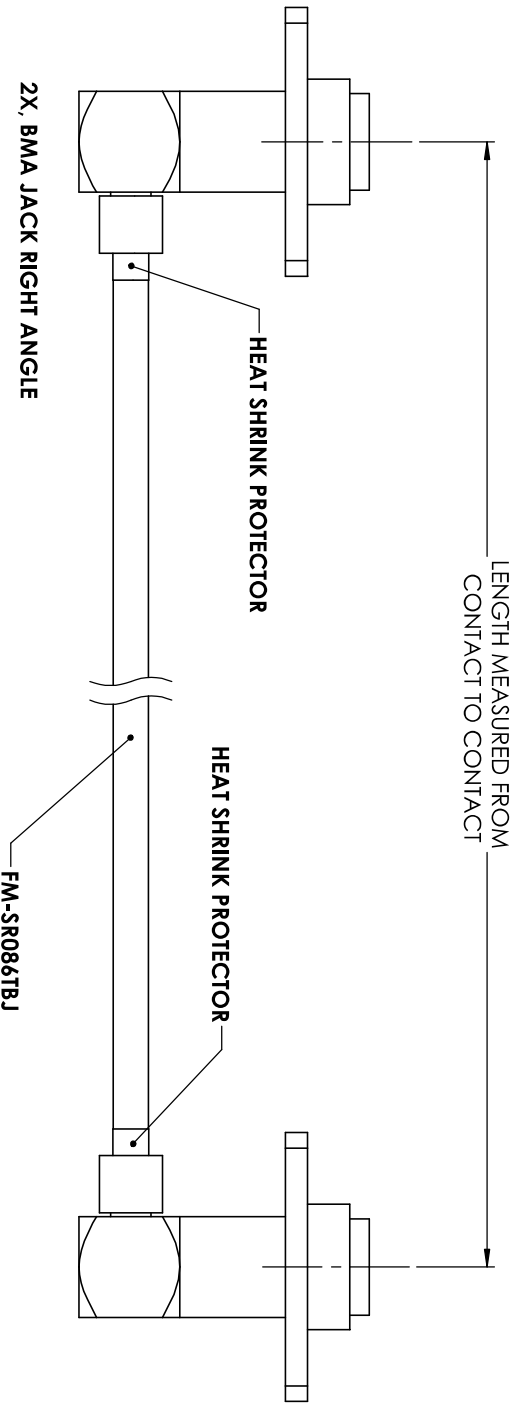 LENGTH MEASURED FROM
CONTACT TO CONTACT
HEAT SHRINK PROTECTOR
HEAT SHRINK PROTECTOR
2X, BMA JACK RIGHT ANGLE
FM-SR086TBJ